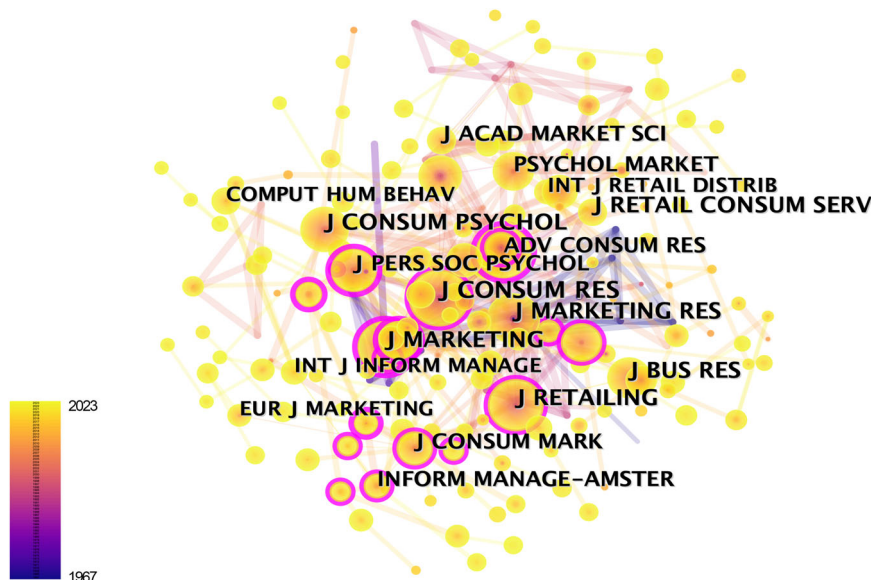 J ACAD MARKET SCI
PSYCHOL MARKET
INT J RETAIL DISTRIB
COMPUT HUM BEHAV
J RETAIL CONSUM SERV
J CONSUM PSYCHOL
ADV CONSUM RES
J PERS SOC PSYCHOL
J CONSUM RES
J MARKETING RES
J MARKETING
INT J INFORM MANAGE
J BUS RES
J RETAILING
2023
EUR J MARKETING
J CONSUM MARK
INFORM MANAGE-AMSTER
1967